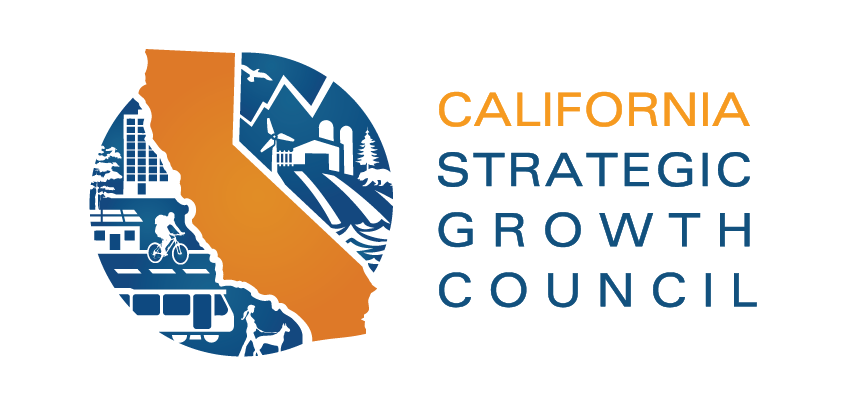 CALIFORNIA
STRATEGIC
GROWTH
COUNCIL